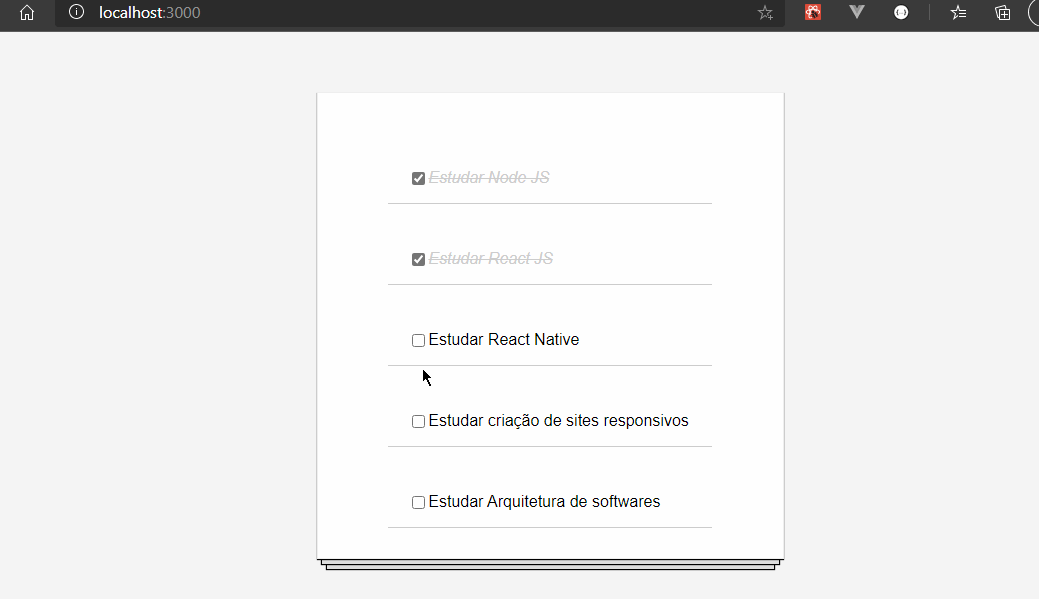 localhost:3000
Estudar Node JS
Estudar React JS
Estudar React Native
Estudar criação de sites responsivos
Estudar Arquitetura de softwares